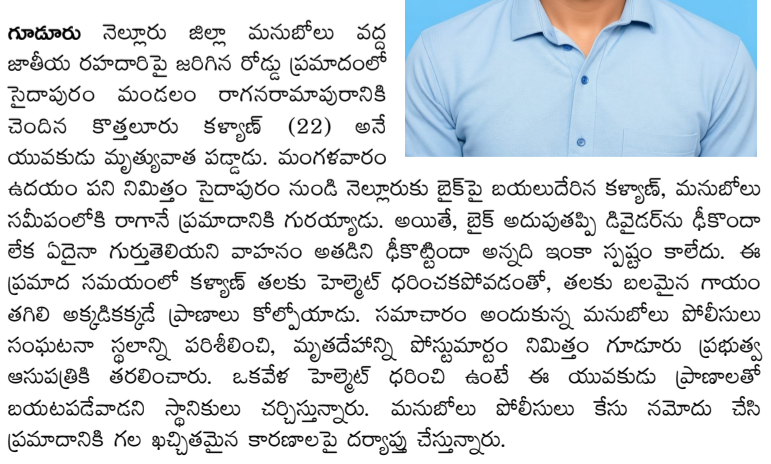 గూడూరు నెల్లూరు జిల్లా మనుబోలు వద్ద
జాతీయ రహదారిపై జరిగిన రోడ్డు ప్రమాదంలో
సైదాపురం మండలం రాగనరామాపురానికి
చెందిన కొత్తలూరు కళ్యాణ్ (22) అనే
యువకుడు మృత్యువాత పడ్డాడు. మంగళవారం
ఉదయం పని నిమిత్తం సైదాపురం నుండి నెల్లూరుకు బైక్‌పై బయలుదేరిన కళ్యాణ్, మనుబోలు
సమీపంలోకి రాగానే ప్రమాదానికి గురయ్యాడు. అయితే, బైక్ అదుపుతప్పి డివైడర్‌ను ఢీకొందా
లేక ఏదైనా గుర్తుతెలియని వాహనం అతడిని ఢీకొట్టిందా అన్నది ఇంకా స్పష్టం కాలేదు. ఈ
ప్రమాద సమయంలో కళ్యాణ్ తలకు హెల్మెట్ ధరించకపోవడంతో, తలకు బలమైన గాయం
తగిలి అక్కడికక్కడే ప్రాణాలు కోల్పోయాడు. సమాచారం అందుకున్న మనుబోలు పోలీసులు
సంఘటనా స్థలాన్ని పరిశీలించి, మృతదేహాన్ని పోస్టుమార్టం నిమిత్తం గూడూరు ప్రభుత్వ
ఆసుపత్రికి తరలించారు. ఒకవేళ హెల్మెట్ ధరించి ఉంటే ఈ యువకుడు ప్రాణాలతో
బయటపడేవాడని స్థానికులు చర్చిస్తున్నారు. మనుబోలు పోలీసులు కేసు నమోదు చేసి
ప్రమాదానికి గల ఖచ్చితమైన కారణాలపై దర్యాప్తు చేస్తున్నారు.